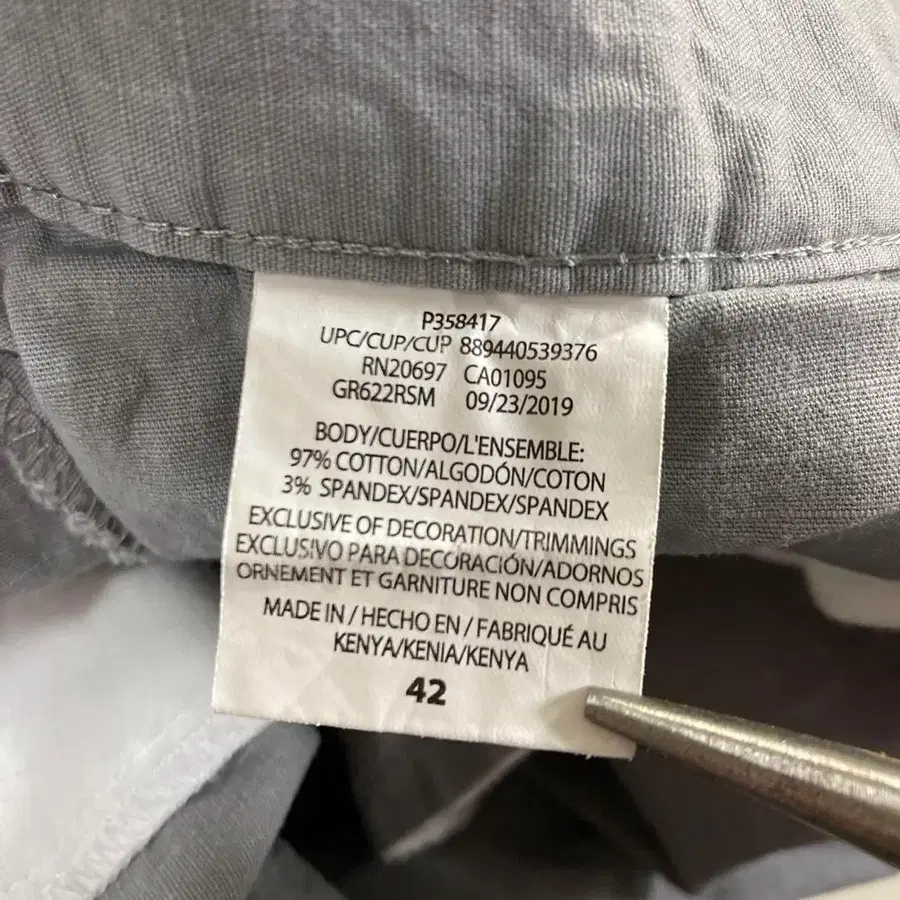 P358417
UPC/CUP/CUP 889440539376
RN20697 CA01095
GR622RSM 09/23/2019
BODY/CUERPO/L'ENSEMBLE:
97% COTTON/ALGODÓN/COTON
3% SPANDEX/SPANDEX/SPANDEX
EXCLUSIVE OF DECORATION/TRIMMINGS
EXCLUSIVO PARA DECORACIÓN/ADORNOS
ORNEMENT ET GARNITURE NON COMPRIS
MADE IN / HECHO EN / FABRIQUÉ AU
KENYA/KENIA/KENYA
42